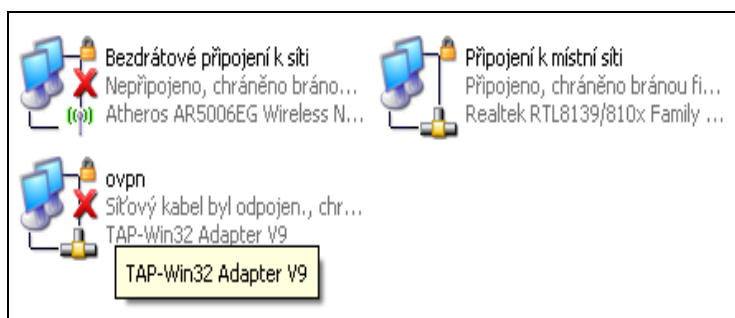 Bezdrátové připojení k síti
Nepřipojeno, chráněno bráno...
Atheros AR5006EG Wireless N...
Připojení k místní síti
Připojeno, chráněno bránou fi...
Realtek RTL8139/810x Family ...
ovpn
Síťový kabel byl odpojen., chr...
TAP-Win32 Adapter V9
TAP-Win32 Adapter V9